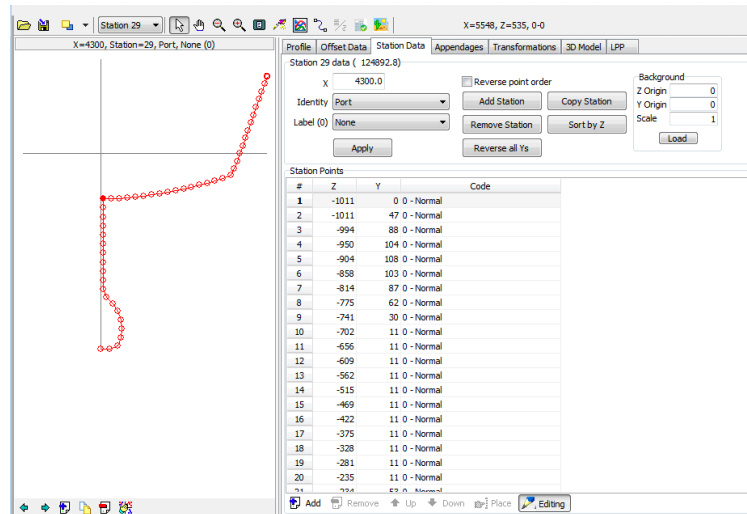 Station 29
X=5548, Z=535, 0-0
X=4300, Station=29, Port, None (0)
Profile Offset Data Station Data Appendages Transformations 3D Model LPP
Station 29 data ( 124892.8)
X 4300.0
Reverse point order
Background
Z Origin 0
Identity Port
Add Station Copy Station
Y Origin 0
Scale 1
Label (0) None
Remove Station Sort by Z
Load
Apply Reverse all Ys
Station Points
# Z Y Code
1 -1011 0 0 - Normal
2 -1011 47 0 - Normal
3 -994 88 0 - Normal
4 -950 104 0 - Normal
5 -904 108 0 - Normal
6 -858 103 0 - Normal
7 -814 87 0 - Normal
8 -775 62 0 - Normal
9 -741 30 0 - Normal
10 -702 11 0 - Normal
11 -656 11 0 - Normal
12 -609 11 0 - Normal
13 -562 11 0 - Normal
14 -515 11 0 - Normal
15 -469 11 0 - Normal
16 -422 11 0 - Normal
17 -375 11 0 - Normal
18 -328 11 0 - Normal
19 -281 11 0 - Normal
20 -235 11 0 - Normal
21 -234 53 0 - Normal
Add Remove Up Down Place Editing